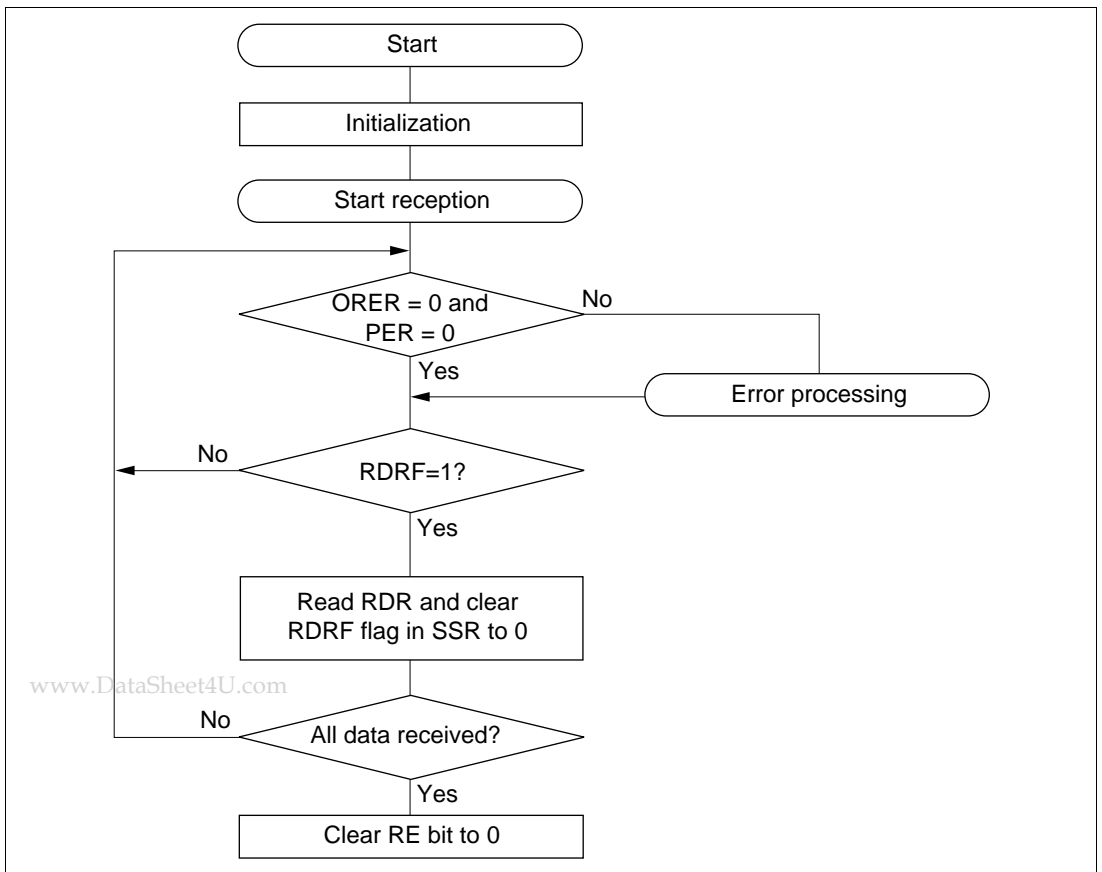 Start
Initialization
Start reception
ORER = 0 and
PER = 0
No
Yes
Error processing
No
RDRF=1?
Yes
Read RDR and clear
RDRF flag in SSR to 0
www.DataSheet4U.com
No
All data received?
Yes
Clear RE bit to 0